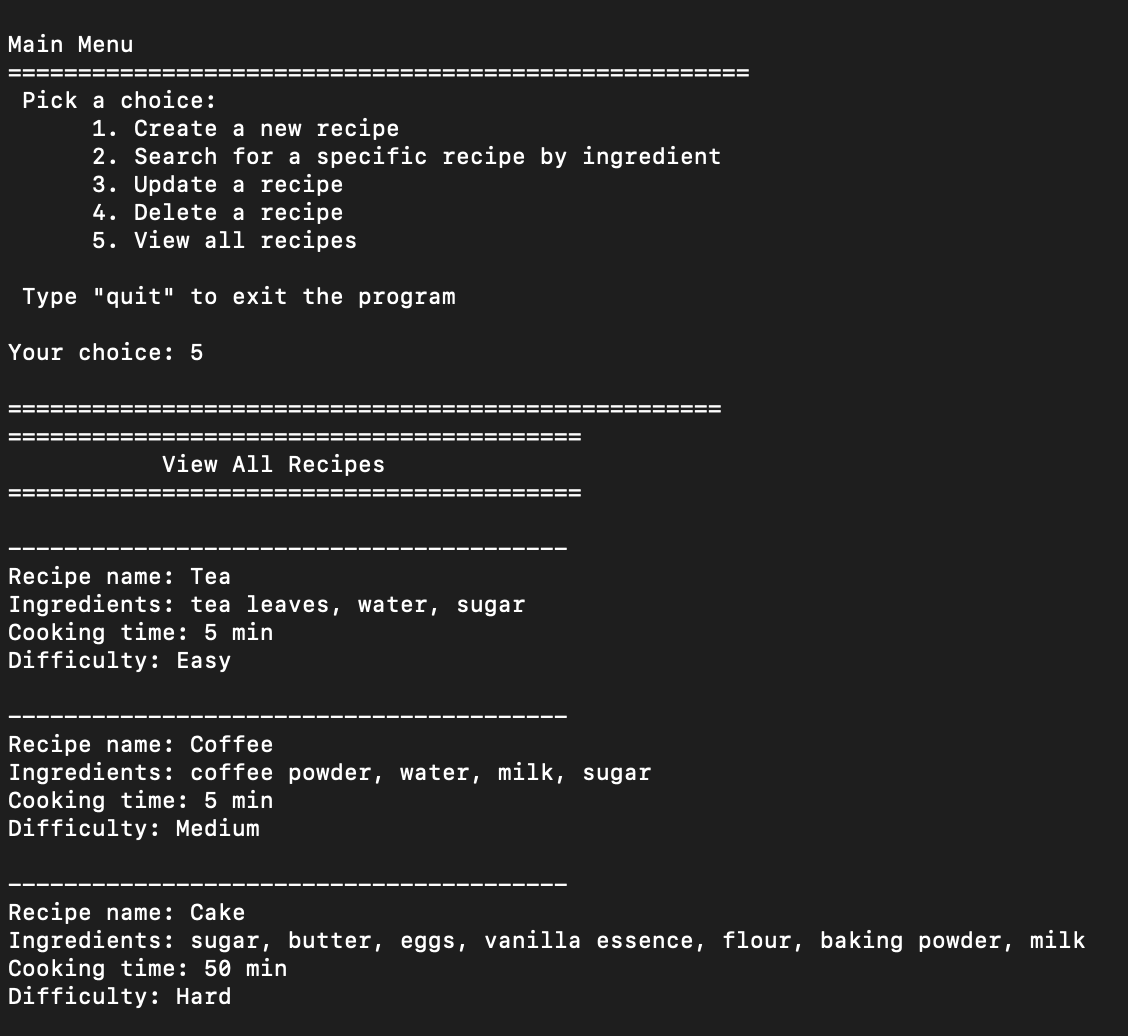 Main Menu
=====================================================
 Pick a choice:
      1. Create a new recipe
      2. Search for a specific recipe by ingredient
      3. Update a recipe
      4. Delete a recipe
      5. View all recipes

 Type "quit" to exit the program

Your choice: 5

===================================================
=========================================
           View All Recipes
=========================================

----------------------------------------
Recipe name: Tea
Ingredients: tea leaves, water, sugar
Cooking time: 5 min
Difficulty: Easy

----------------------------------------
Recipe name: Coffee
Ingredients: coffee powder, water, milk, sugar
Cooking time: 5 min
Difficulty: Medium

----------------------------------------
Recipe name: Cake
Ingredients: sugar, butter, eggs, vanilla essence, flour, baking powder, milk
Cooking time: 50 min
Difficulty: Hard